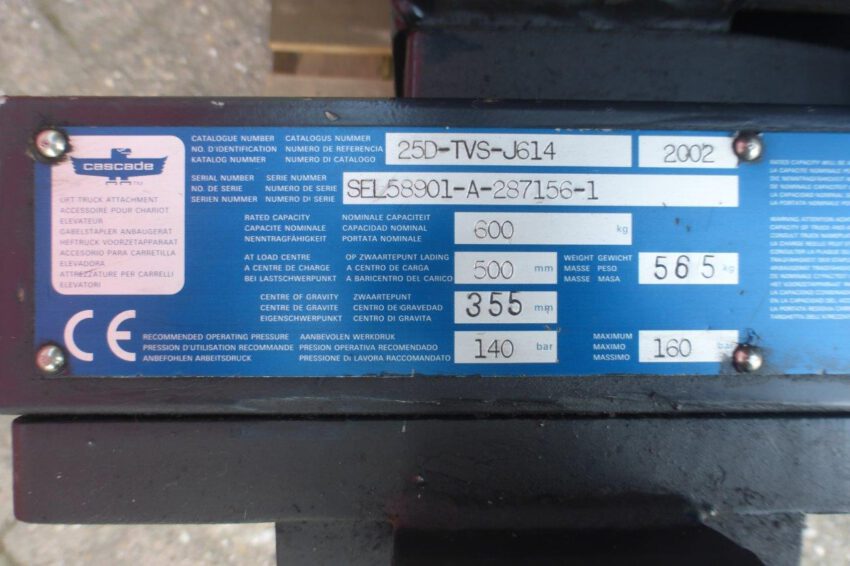 cascade
LIFT TRUCK ATTACHMENT
ACCESSOIRE POUR CHARIOT
ELEVATEUR
GABELSTAPLER ANBAUGERÄT
HEFTRUCK VOORZETAPPARAAT
ACCESORIO PARA CARRETILLA
ELEVADORA
ATTREZZATURE PER CARRELLI
ELEVATORI
CE
CATALOGUE NUMBER CATALOGUS NUMMER
NO. D'IDENTIFICATION NUMERO DE REFERENCIA
KATALOG NUMMER NUMERO DI CATALOGO
25D-TVS-J614 2002
SERIAL NUMBER SERIE NUMMER
NO. DE SERIE NUMERO DE SERIE
SERIEN NUMMER NUMERO DI SERIE
SEL58901-A-287156-1
RATED CAPACITY NOMINALE CAPACITEIT
CAPACITE NOMINALE CAPACIDAD NOMINAL
NENNTRAGFÄHIGKEIT PORTATA NOMINALE
600 kg
AT LOAD CENTRE OP ZWAARTEPUNT LADING
A CENTRE DE CHARGE A CENTRO DE CARGA
BEI LASTSCHWERPUNKT A BARICENTRO DEL CARICO
500 mm
WEIGHT GEWICHT
MASSE PESO
MASSE MASA
565 kg
CENTRE OF GRAVITY ZWAARTEPUNT
CENTRE DE GRAVITE CENTRO DE GRAVEDAD
EIGENSCHWERPUNKT CENTRO DI GRAVITA
355 mm
RECOMMENDED OPERATING PRESSURE AANBEVOLEN WERKDRUK
PRESSION D'UTILISATION RECOMMANDE PRESION OPERATIVA RECOMENDADO
ANBEFOHLEN ARBEITSDRUCK PRESSIONE DI LAVORA RACCOMANDATO
140 bar
MAXIMUM
MAXIMO
MASSIMO
160
RATED CAPACITY WILL BE